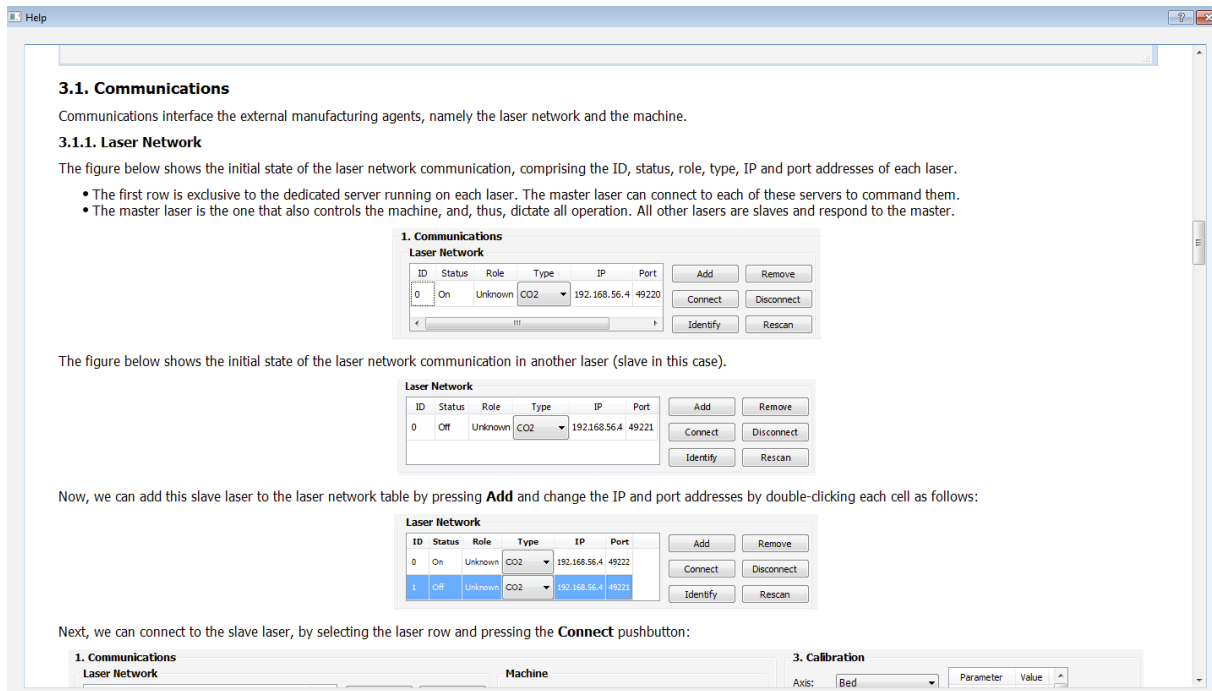 Help
3.1. Communications
Communications interface the external manufacturing agents, namely the laser network and the machine.
3.1.1. Laser Network
The figure below shows the initial state of the laser network communication, comprising the ID, status, role, type, IP and port addresses of each laser.
• The first row is exclusive to the dedicated server running on each laser. The master laser can connect to each of these servers to command them.
• The master laser is the one that also controls the machine, and, thus, dictate all operation. All other lasers are slaves and respond to the master.
1. Communications
Laser Network
ID Status Role Type IP Port Add Remove
0 On Unknown CO2 192.168.56.4 49220
Connect Disconnect
Identify Rescan
The figure below shows the initial state of the laser network communication in another laser (slave in this case).
Laser Network
ID Status Role Type IP Port Add Remove
0 Off Unknown CO2 192.168.56.4 49221 Connect Disconnect
Identify Rescan
Now, we can add this slave laser to the laser network table by pressing Add and change the IP and port addresses by double-clicking each cell as follows:
Laser Network
ID Status Role Type IP Port Add Remove
0 On Unknown CO2 192.168.56.4 49222 Connect Disconnect
1 Off Unknown CO2 192.168.56.4 49221 Identify Rescan
Next, we can connect to the slave laser, by selecting the laser row and pressing the Connect pushbutton:
1. Communications 3. Calibration
Laser Network Machine
Axis: Bed Parameter Value